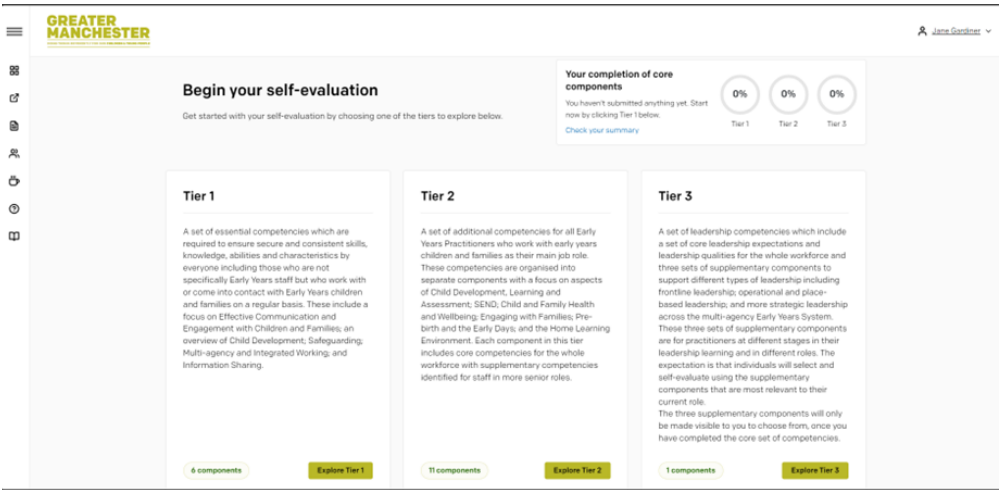 GREATER
MANCHESTER
Jane Gardiner
Begin your self-evaluation
Get started with your self-evaluation by choosing one of the tiers to explore below.
Your completion of core
components
You haven't submitted anything yet. Start
now by clicking Tier 1 below.
Check your summary
0%
0%
0%
Tier 1
Tier 2
Tier 3
Tier 1
A set of essential competencies which are
required to ensure secure and consistent skills,
knowledge, abilities and characteristics by
everyone including those who are not
specifically Early Years staff but who work with
or come into contact with Early Years children
and families on a regular basis. These include a
focus on Effective Communication and
Engagement with Children and Families; an
overview of Child Development; Safeguarding;
Multi-agency and Integrated Working; and
Information Sharing.
6 components
Explore Tier 1
Tier 2
A set of additional competencies for all Early
Years Practitioners who work with early years
children and families as their main job role.
These competencies are organised into
separate components with a focus on aspects
of Child Development, Learning and
Assessment; SEND; Child and Family Health
and Wellbeing; Engaging with Families; Pre-
birth and the Early Days; and the Home Learning
Environment. Each component in this tier
includes core competencies for the whole
workforce with supplementary competencies
identified for staff in more senior roles.
11 components
Explore Tier 2
Tier 3
A set of leadership competencies which include
a set of core leadership expectations and
leadership qualities for the whole workforce and
three sets of supplementary components to
support different types of leadership including
frontline leadership; operational and place-
based leadership; and more strategic leadership
across the multi-agency Early Years System.
These three sets of supplementary components
are for practitioners at different stages in their
leadership learning and in different roles. The
expectation is that individuals will select and
self-evaluate using the supplementary
components that are most relevant to their
current role.
The three supplementary components will only
be made visible to you to choose from, once you
have completed the core set of competencies.
1 components
Explore Tier 3